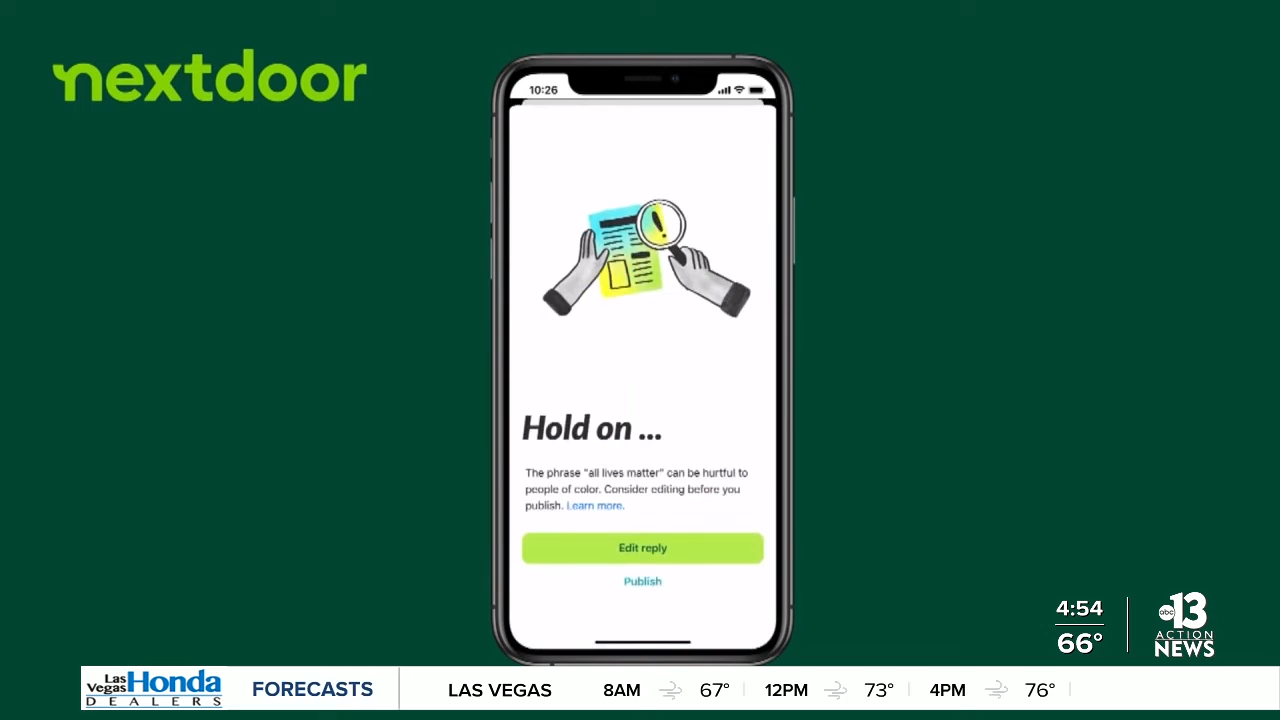 nextdoor
10:26
Hold on ...
The phrase "all lives matter" can be hurtful to
people of color. Consider editing before you
publish. Learn more.
Edit reply
Publish
4:54
66°
abc 13
ACTION
NEWS
Las
Vegas Honda
DEALERS
FORECASTS
LAS VEGAS 8AM 67° 12PM 73° 4PM 76°